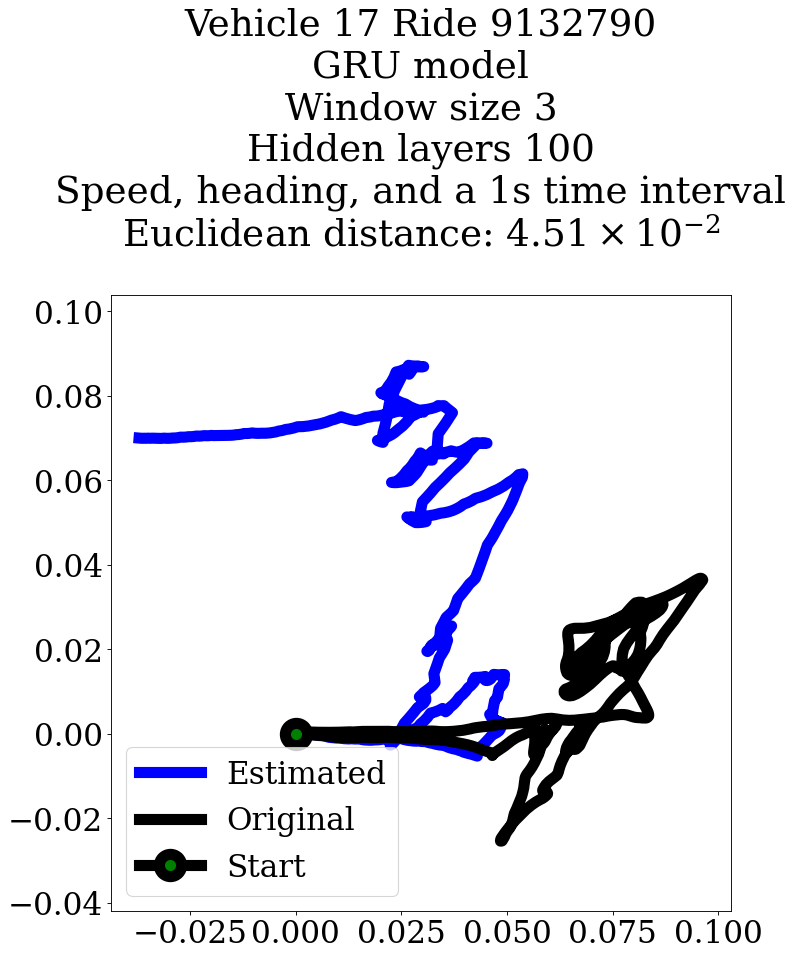 Vehicle 17 Ride 9132790
GRU model
Window size 3
Hidden layers 100
Speed, heading, and a 1s time interval
Euclidean distance: 4.51 × 10⁻²
0.10
0.08
0.06
0.04
0.02
0.00
−0.02
−0.04
Estimated
Original
Start
−0.025 0.000 0.025 0.050 0.075 0.100